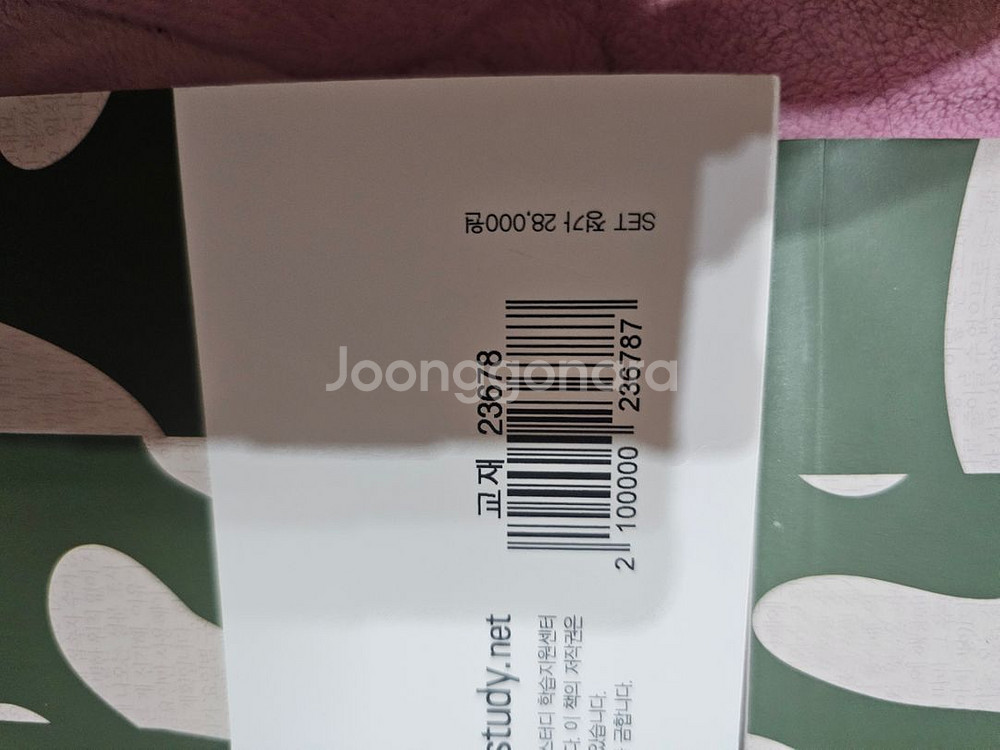 SET 정가 28,000원
교재 23678
2 100000 236787
Joonggonara
study.net
스터디 학습지원센터
다. 이 책의 저작권은
있습니다.
금합니다.